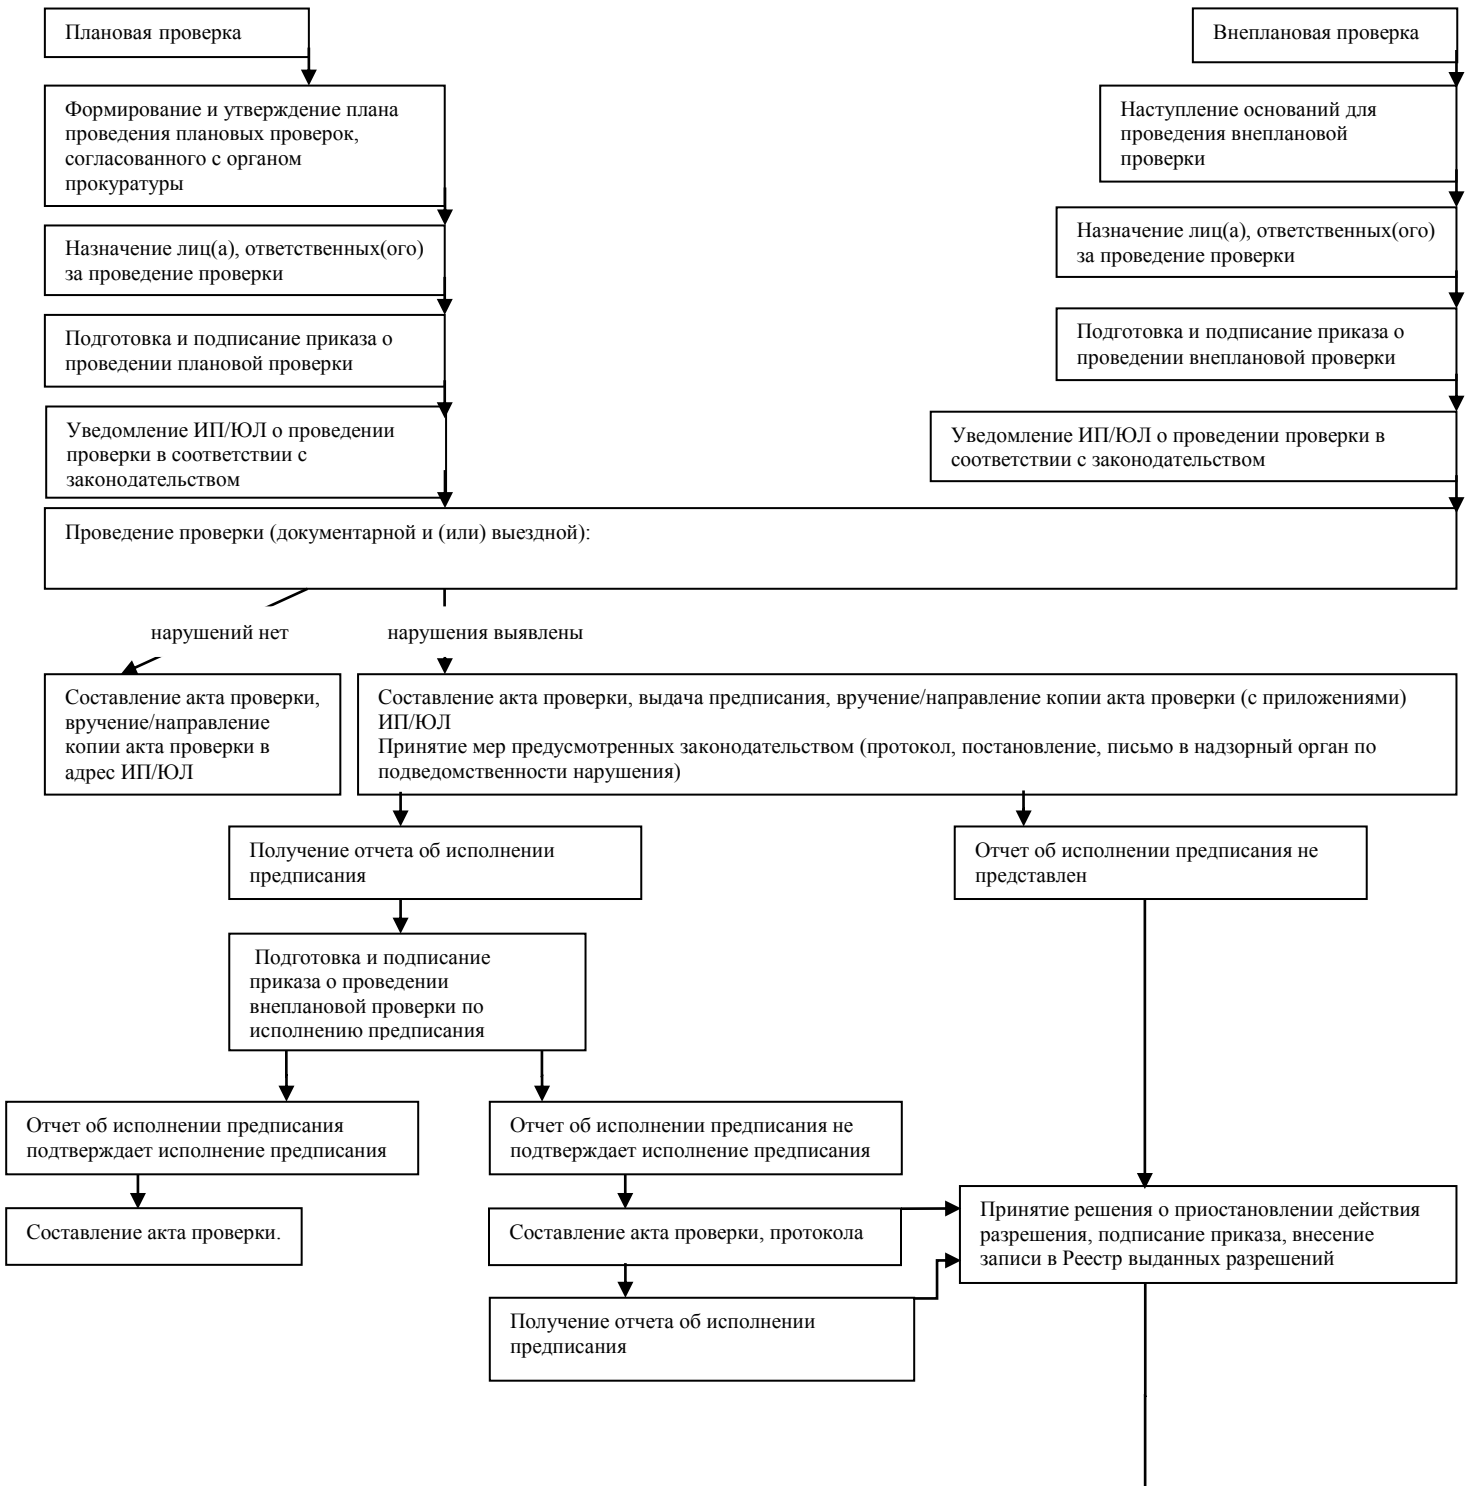 Плановая проверка
Внеплановая проверка
Формирование и утверждение плана
проведения плановых проверок,
согласованного с органом
прокуратуры
Наступление оснований для
проведения внеплановой
проверки
Назначение лиц(а), ответственных(ого)
за проведение проверки
Назначение лиц(а), ответственных(ого)
за проведение проверки
Подготовка и подписание приказа о
проведении плановой проверки
Подготовка и подписание приказа о
проведении внеплановой проверки
Уведомление ИП/ЮЛ о проведении
проверки в соответствии с
законодательством
Уведомление ИП/ЮЛ о проведении проверки в
соответствии с законодательством
Проведение проверки (документарной и (или) выездной):
нарушений нет
нарушения выявлены
Составление акта проверки,
вручение/направление
копии акта проверки в
адрес ИП/ЮЛ
Составление акта проверки, выдача предписания, вручение/направление копии акта проверки (с приложениями)
ИП/ЮЛ
Принятие мер предусмотренных законодательством (протокол, постановление, письмо в надзорный орган по
подведомственности нарушения)
Получение отчета об исполнении
предписания
Отчет об исполнении предписания не
представлен
Подготовка и подписание
приказа о проведении
внеплановой проверки по
исполнению предписания
Отчет об исполнении предписания
подтверждает исполнение предписания
Отчет об исполнении предписания не
подтверждает исполнение предписания
Составление акта проверки.
Составление акта проверки, протокола
Принятие решения о приостановлении действия
разрешения, подписание приказа, внесение
записи в Реестр выданных разрешений
Получение отчета об исполнении
предписания